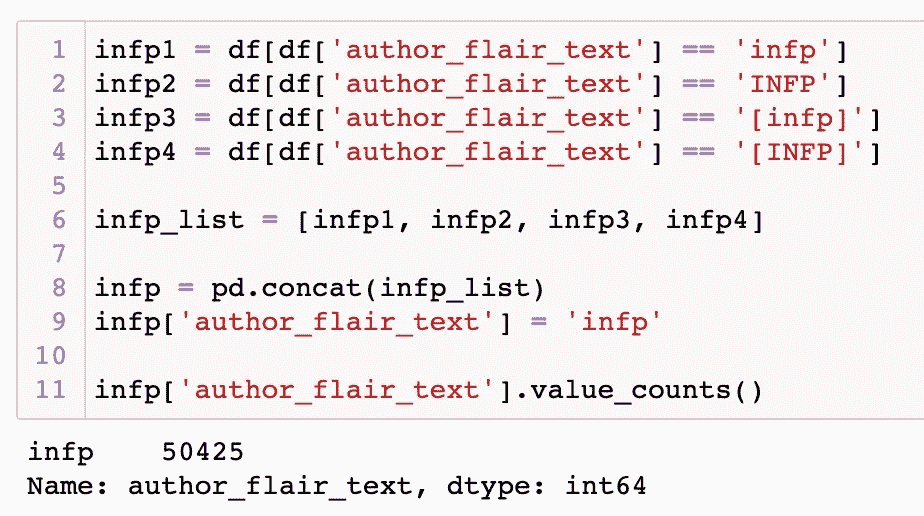 1 infp1 = df[df['author_flair_text'] == 'infp']
2 infp2 = df[df['author_flair_text'] == 'INFP']
3 infp3 = df[df['author_flair_text'] == '[infp]']
4 infp4 = df[df['author_flair_text'] == '[INFP]']
5
6 infp_list = [infp1, infp2, infp3, infp4]
7
8 infp = pd.concat(infp_list)
9 infp['author_flair_text'] = 'infp'
10
11 infp['author_flair_text'].value_counts()
infp    50425
Name: author_flair_text, dtype: int64